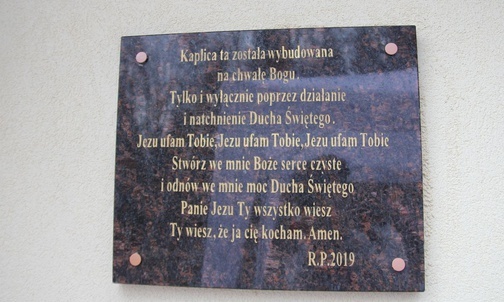 Kaplica ta została wybudowana
na chwałę Bogu.
Tylko i wyłącznie poprzez działanie
i natchnienie Ducha Świętego.
Jezu ufam Tobie, Jezu ufam Tobie, Jezu ufam Tobie
Stwórz we mnie Boże serce czyste
i odnów we mnie moc Ducha Świętego
Panie Jezu Ty wszystko wiesz
Ty wiesz, że ja cię kocham. Amen.
R.P.2019